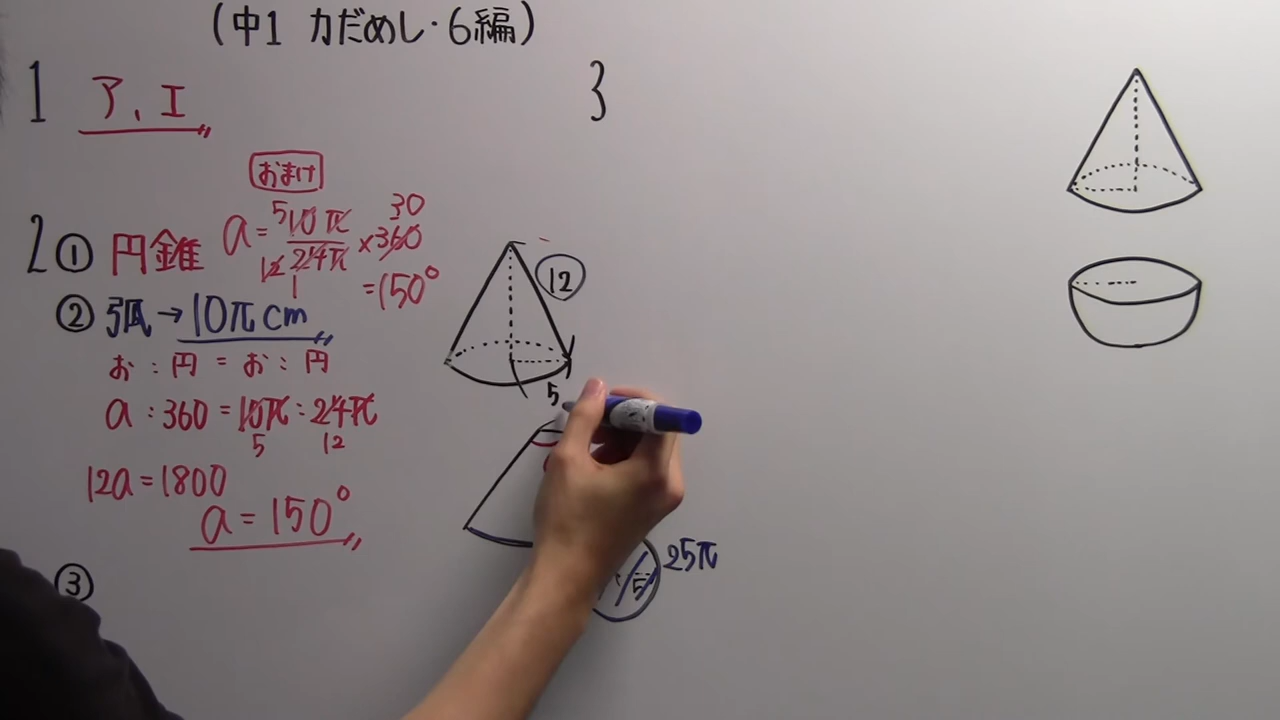 (中1 力だめし・6編)
1 ア、エ
2 ① 円錐
おまけ
a = 10π/24π × 360
5 12 1 30
= 150°
② 弧 → 10π cm
お : 円 = お : 円
a : 360 = 10π : 24π
5 12
12a = 1800
a = 150°
③
12
5
5
25π
3